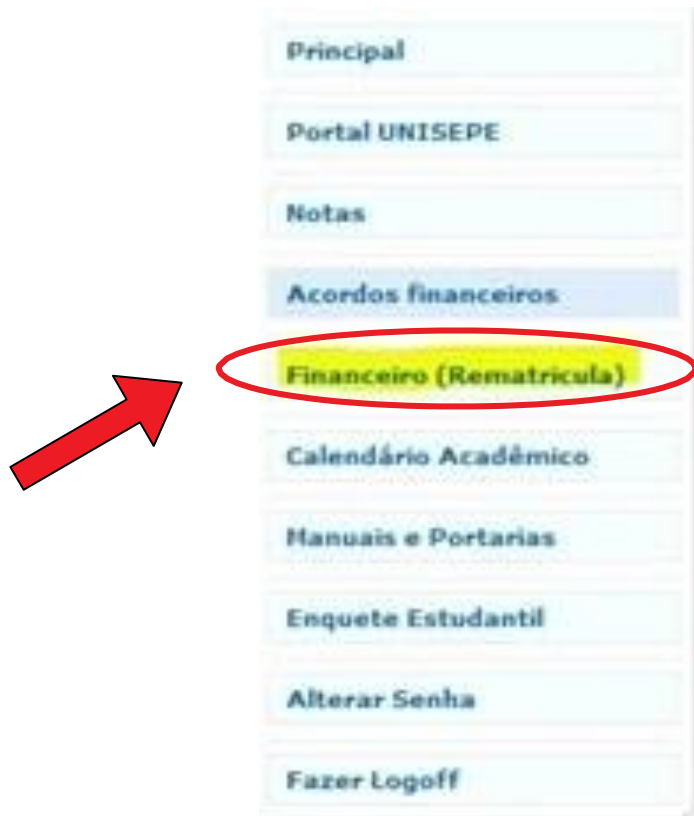 Principal
Portal UNISEPE
Notas
Acordos financeiros
Financeiro (Rematricula)
Calendário Acadêmico
Manuais e Portarias
Enquete Estudantil
Alterar Senha
Fazer Logoff